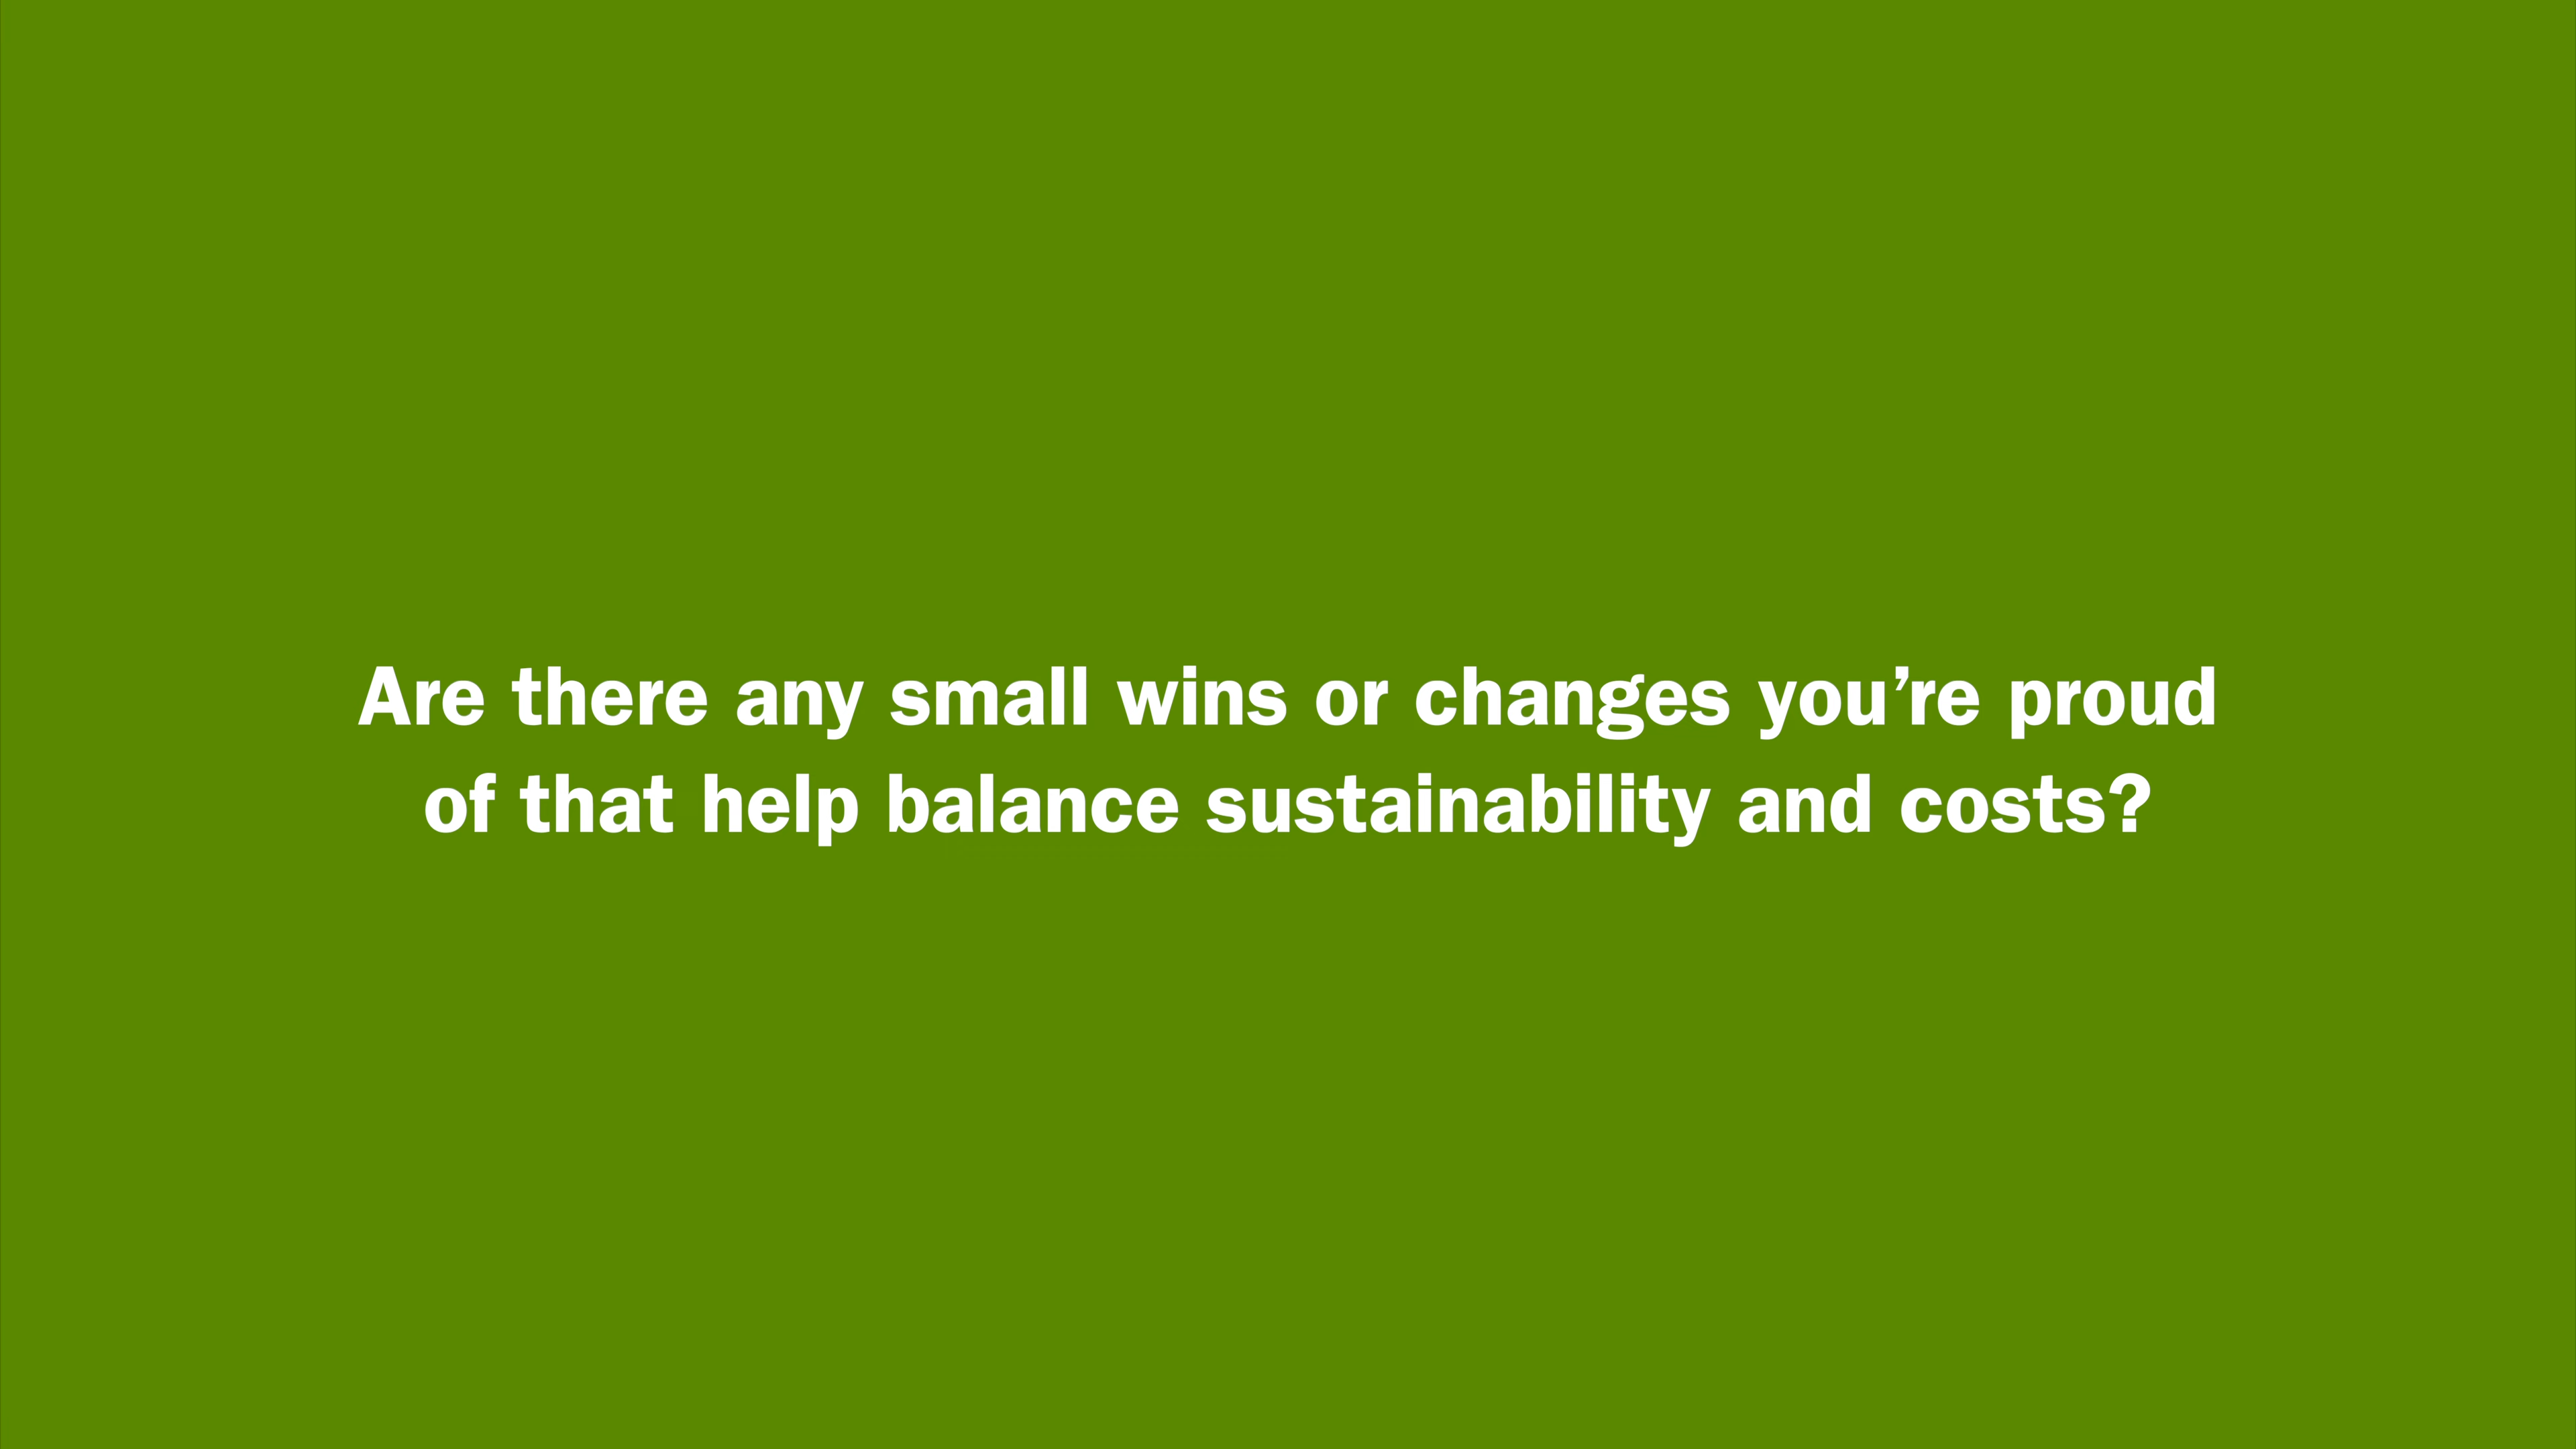 Are there any small wins or changes you’re proud
of that help balance sustainability and costs?